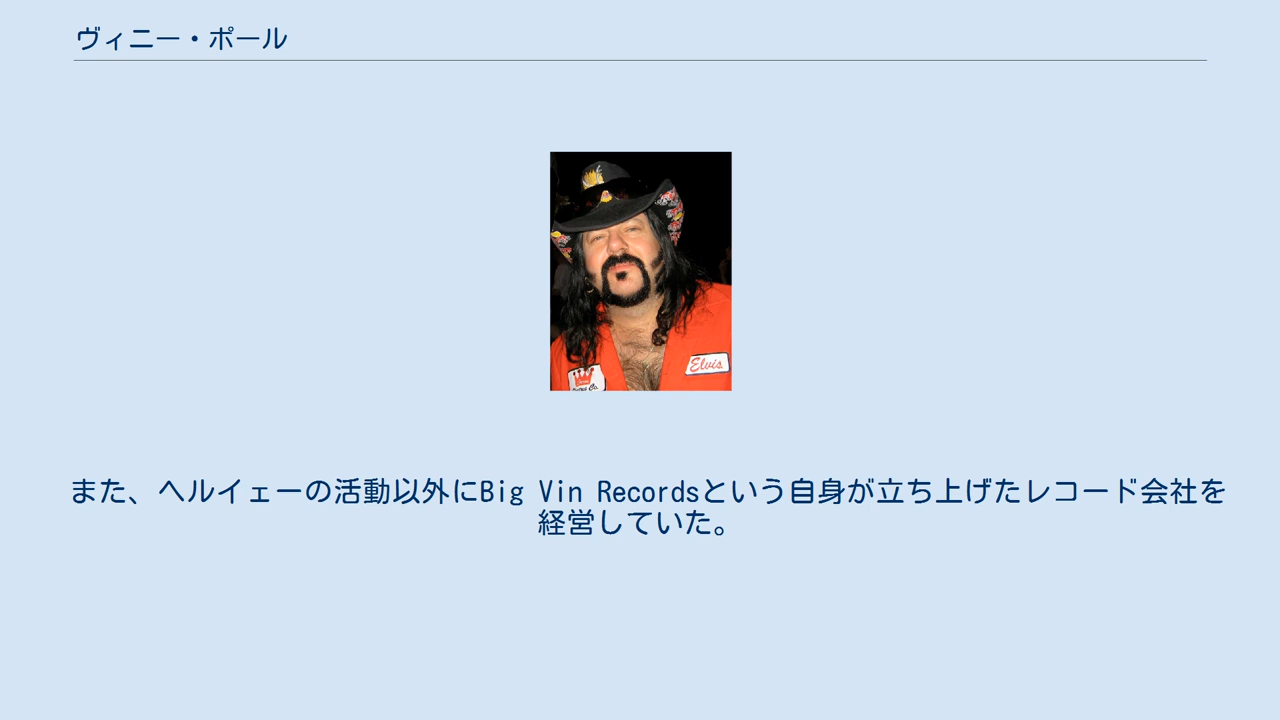 ヴィニー・ポール
Elvis
また、ヘルイェーの活動以外にBig Vin Recordsという自身が立ち上げたレコード会社を
経営していた。